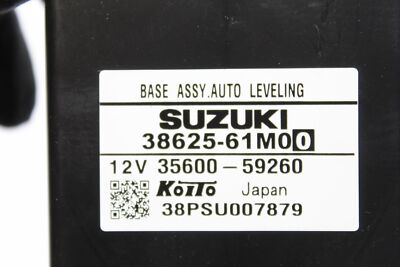 BASE ASSY.AUTO LEVELING
SUZUKI
38625-61M00
12V 35600-59260
KOITO Japan
38PSU007879